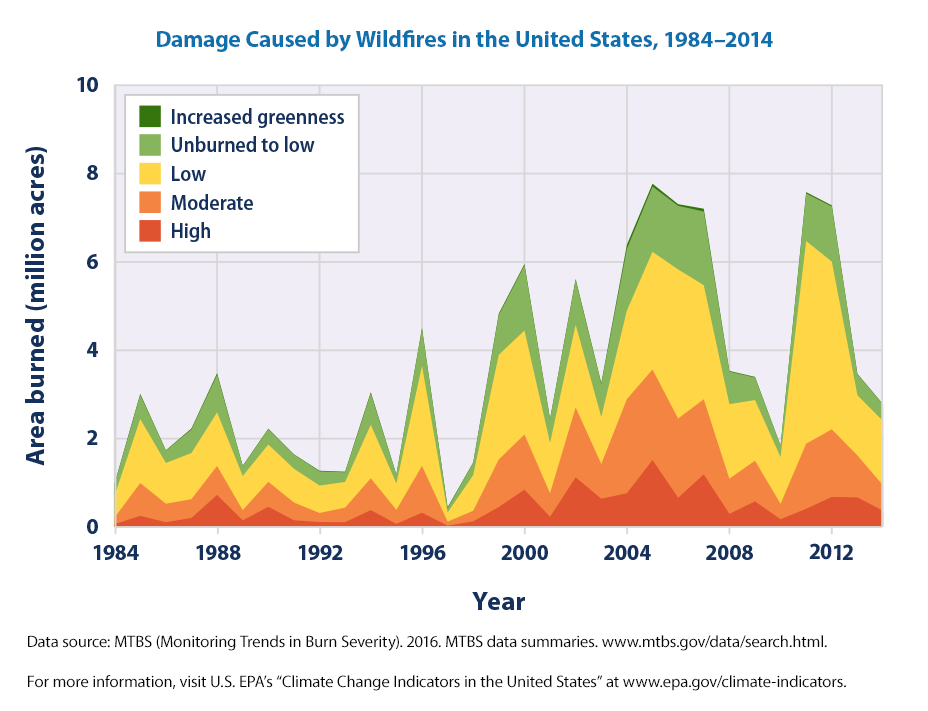 Damage Caused by Wildfires in the United States, 1984–2014
10
Increased greenness
Unburned to low
Low
Moderate
High
8
6
4
2
0
Area burned (million acres)
1984 1988 1992 1996 2000 2004 2008 2012
Year
Data source: MTBS (Monitoring Trends in Burn Severity). 2016. MTBS data summaries. www.mtbs.gov/data/search.html.
For more information, visit U.S. EPA’s “Climate Change Indicators in the United States” at www.epa.gov/climate-indicators.